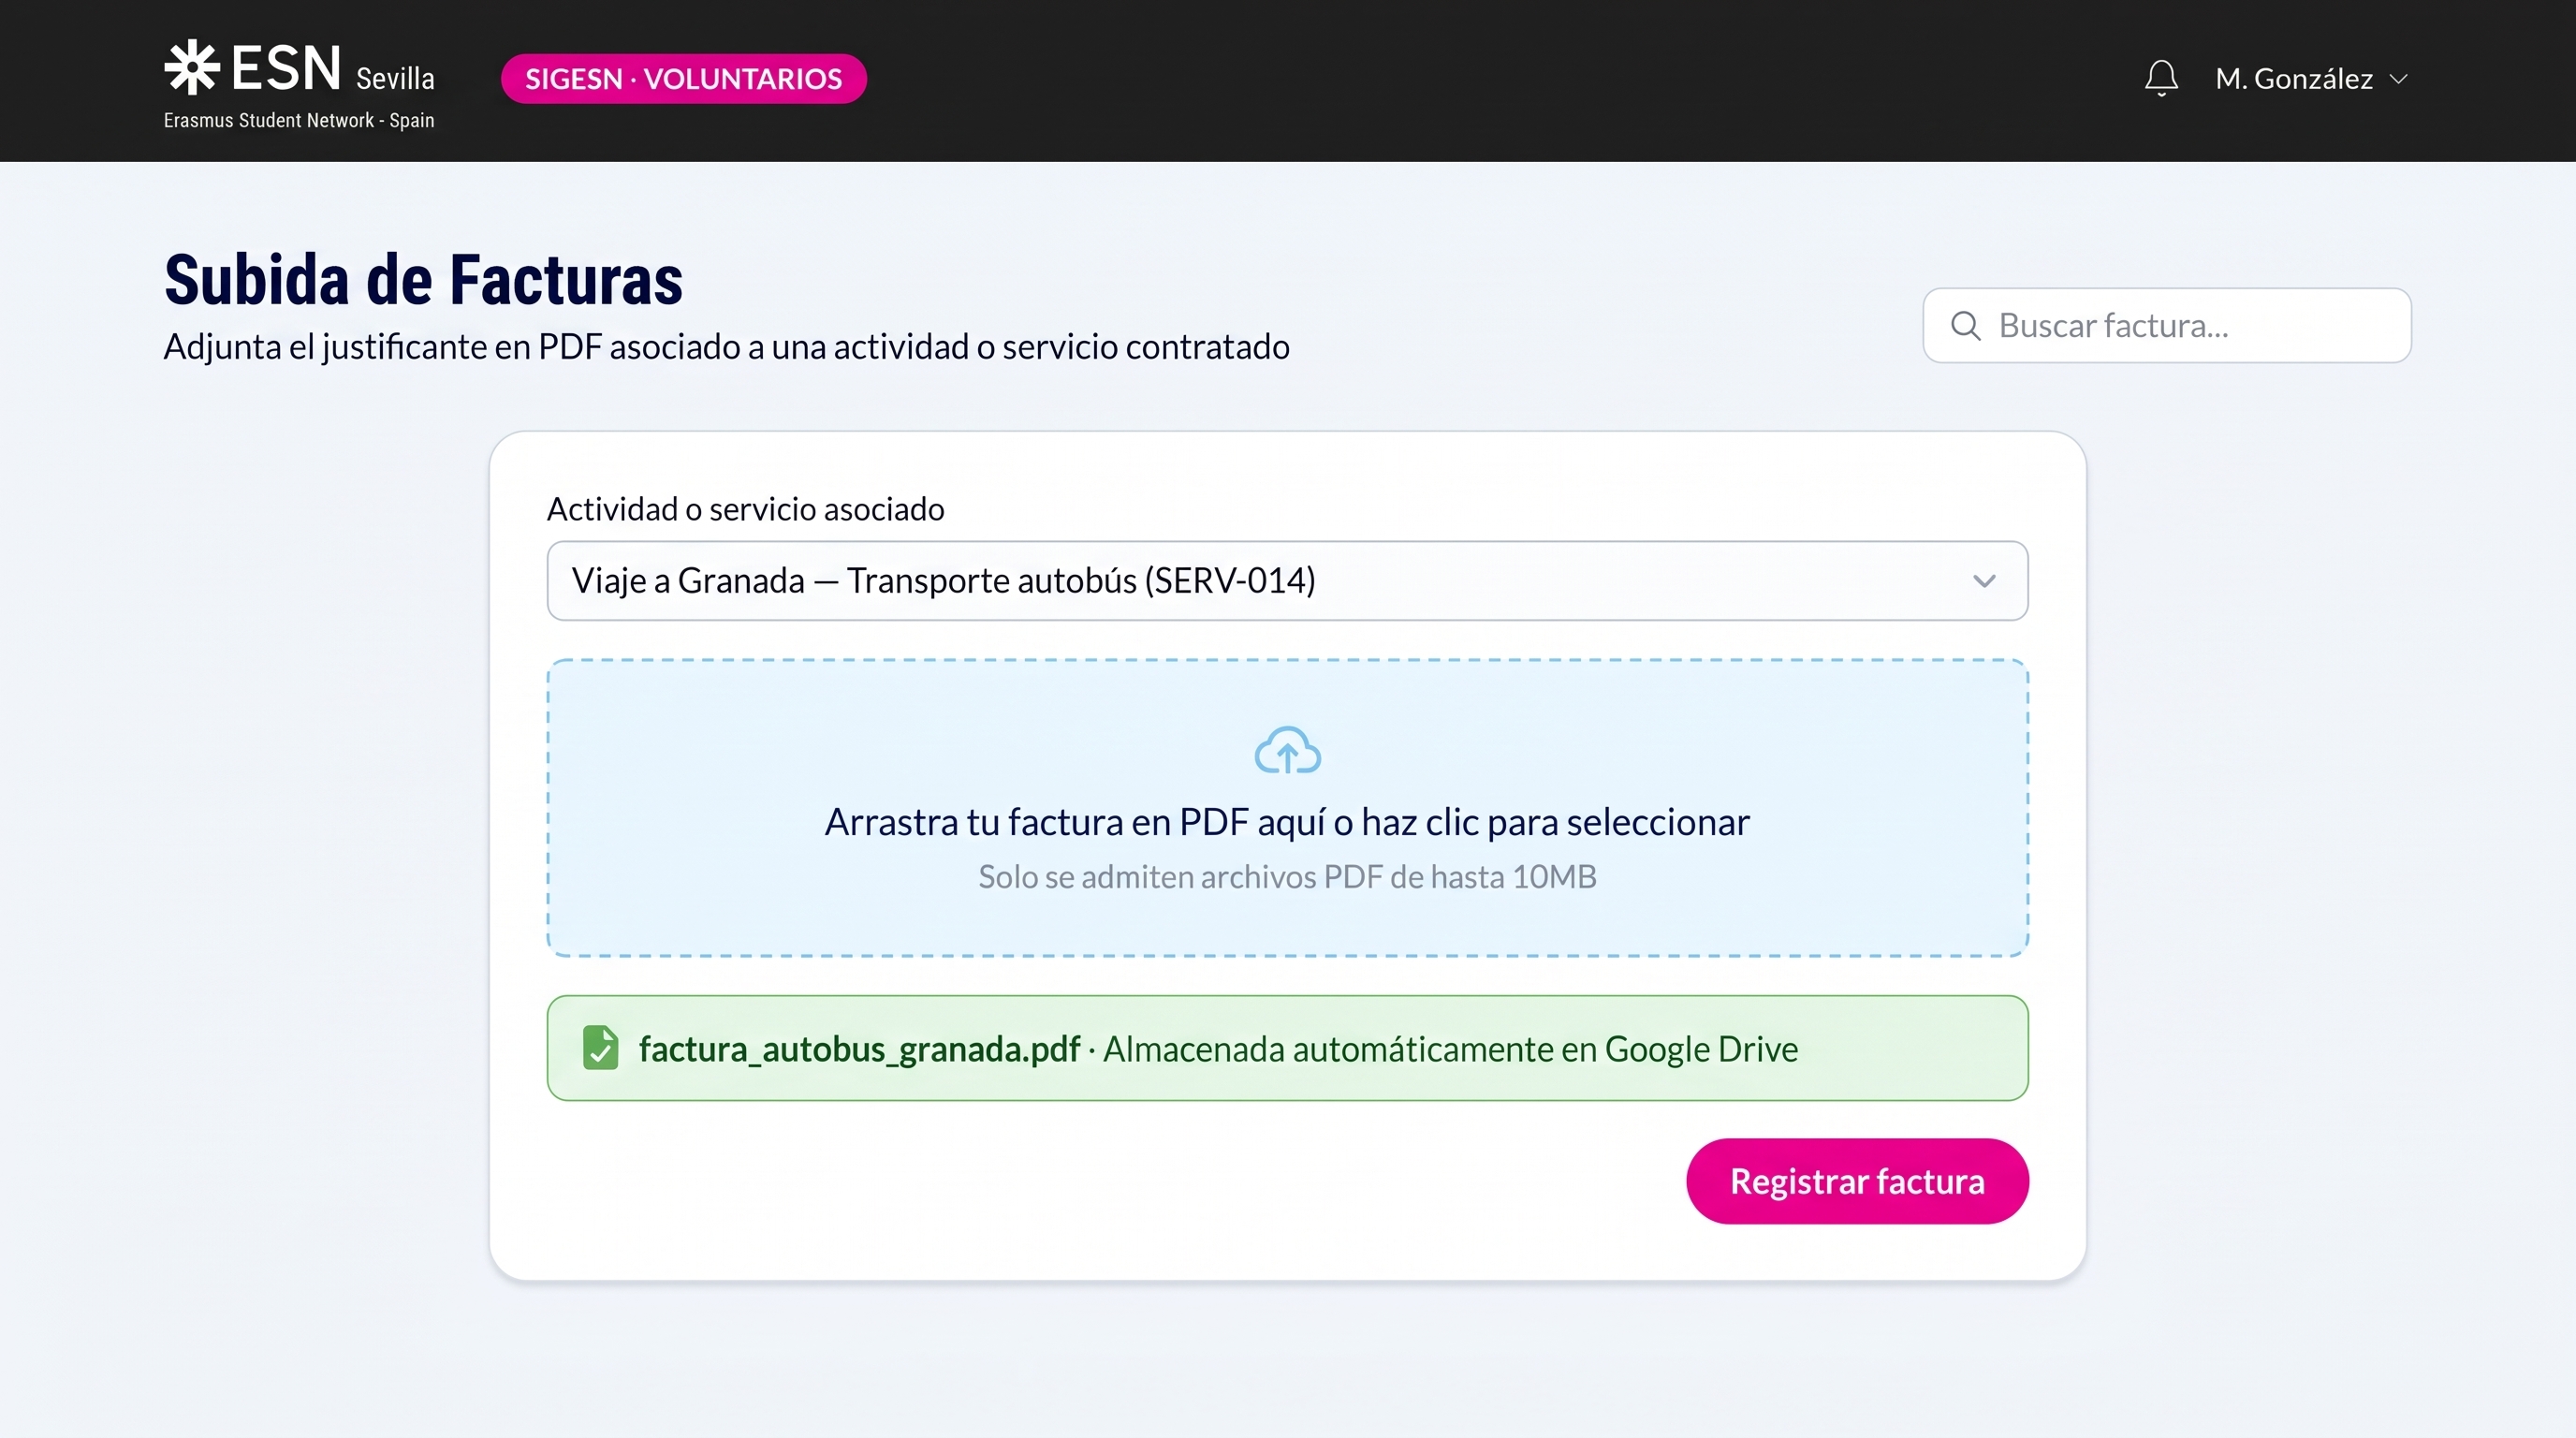 ESN Sevilla
Erasmus Student Network - Spain
SIGESN · VOLUNTARIOS
M. González
Subida de Facturas
Adjunta el justificante en PDF asociado a una actividad o servicio contratado
Buscar factura...
Actividad o servicio asociado
Viaje a Granada — Transporte autobús (SERV-014)
Arrastra tu factura en PDF aquí o haz clic para seleccionar
Solo se admiten archivos PDF de hasta 10MB
factura_autobus_granada.pdf · Almacenada automáticamente en Google Drive
Registrar factura